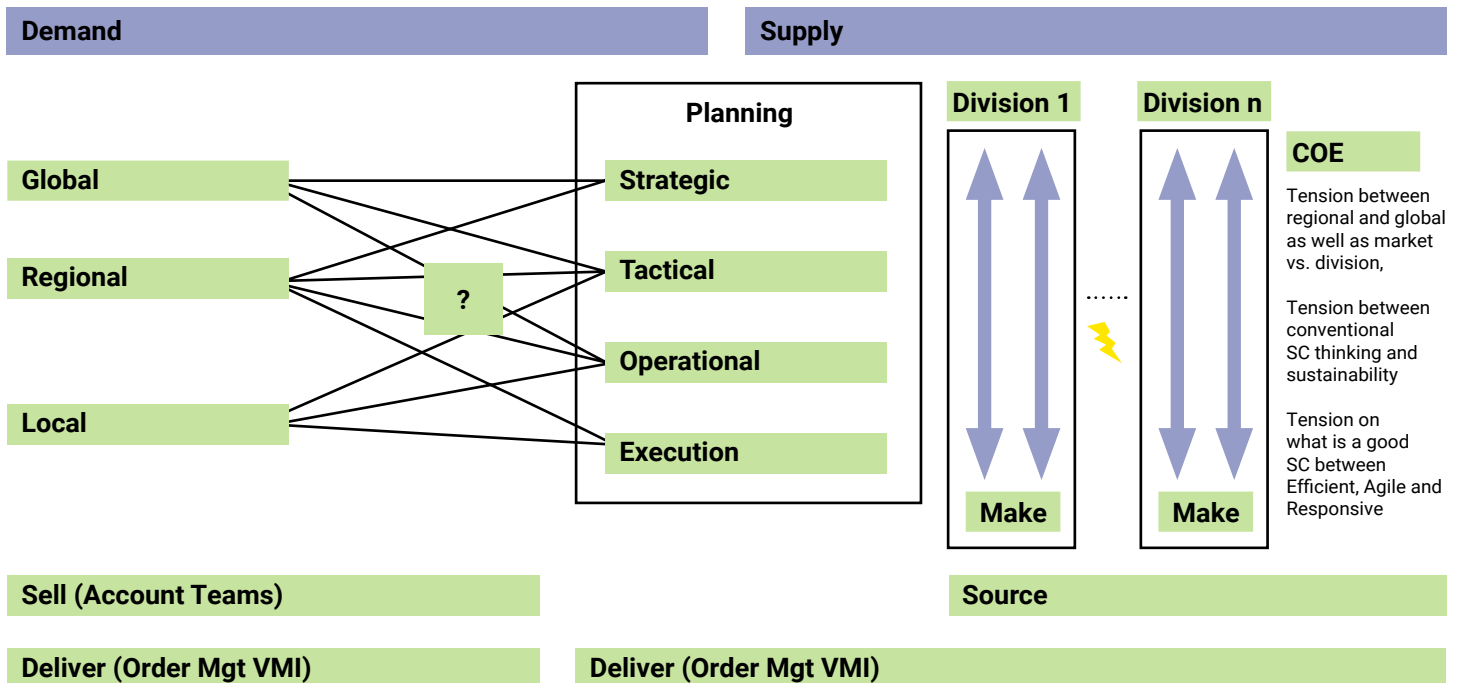 Demand
Supply
Planning
Division 1
Division n
Global
Regional
Local
?
Strategic
Tactical
Operational
Execution
......
Make
Make
COE
Tension between
regional and global
as well as market
vs. division,
Tension between
conventional
SC thinking and
sustainability
Tension on
what is a good
SC between
Efficient, Agile and
Responsive
Sell (Account Teams)
Source
Deliver (Order Mgt VMI)
Deliver (Order Mgt VMI)